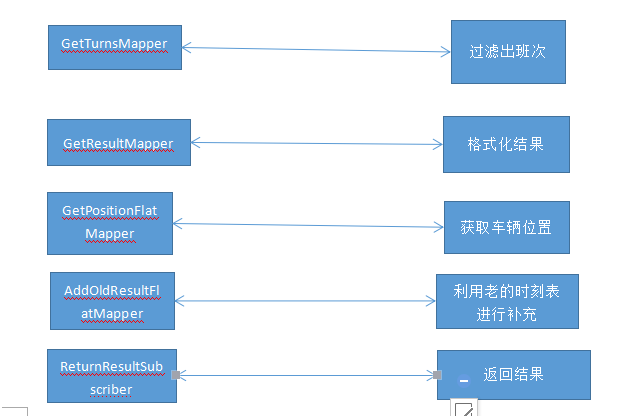 GetTurnsMapper
过滤出班次
GetResultMapper
格式化结果
GetPositionFlat
Mapper
获取车辆位置
AddOldResultFl
atMapper
利用老的时刻表
进行补充
ReturnResultSub
scriber
返回结果